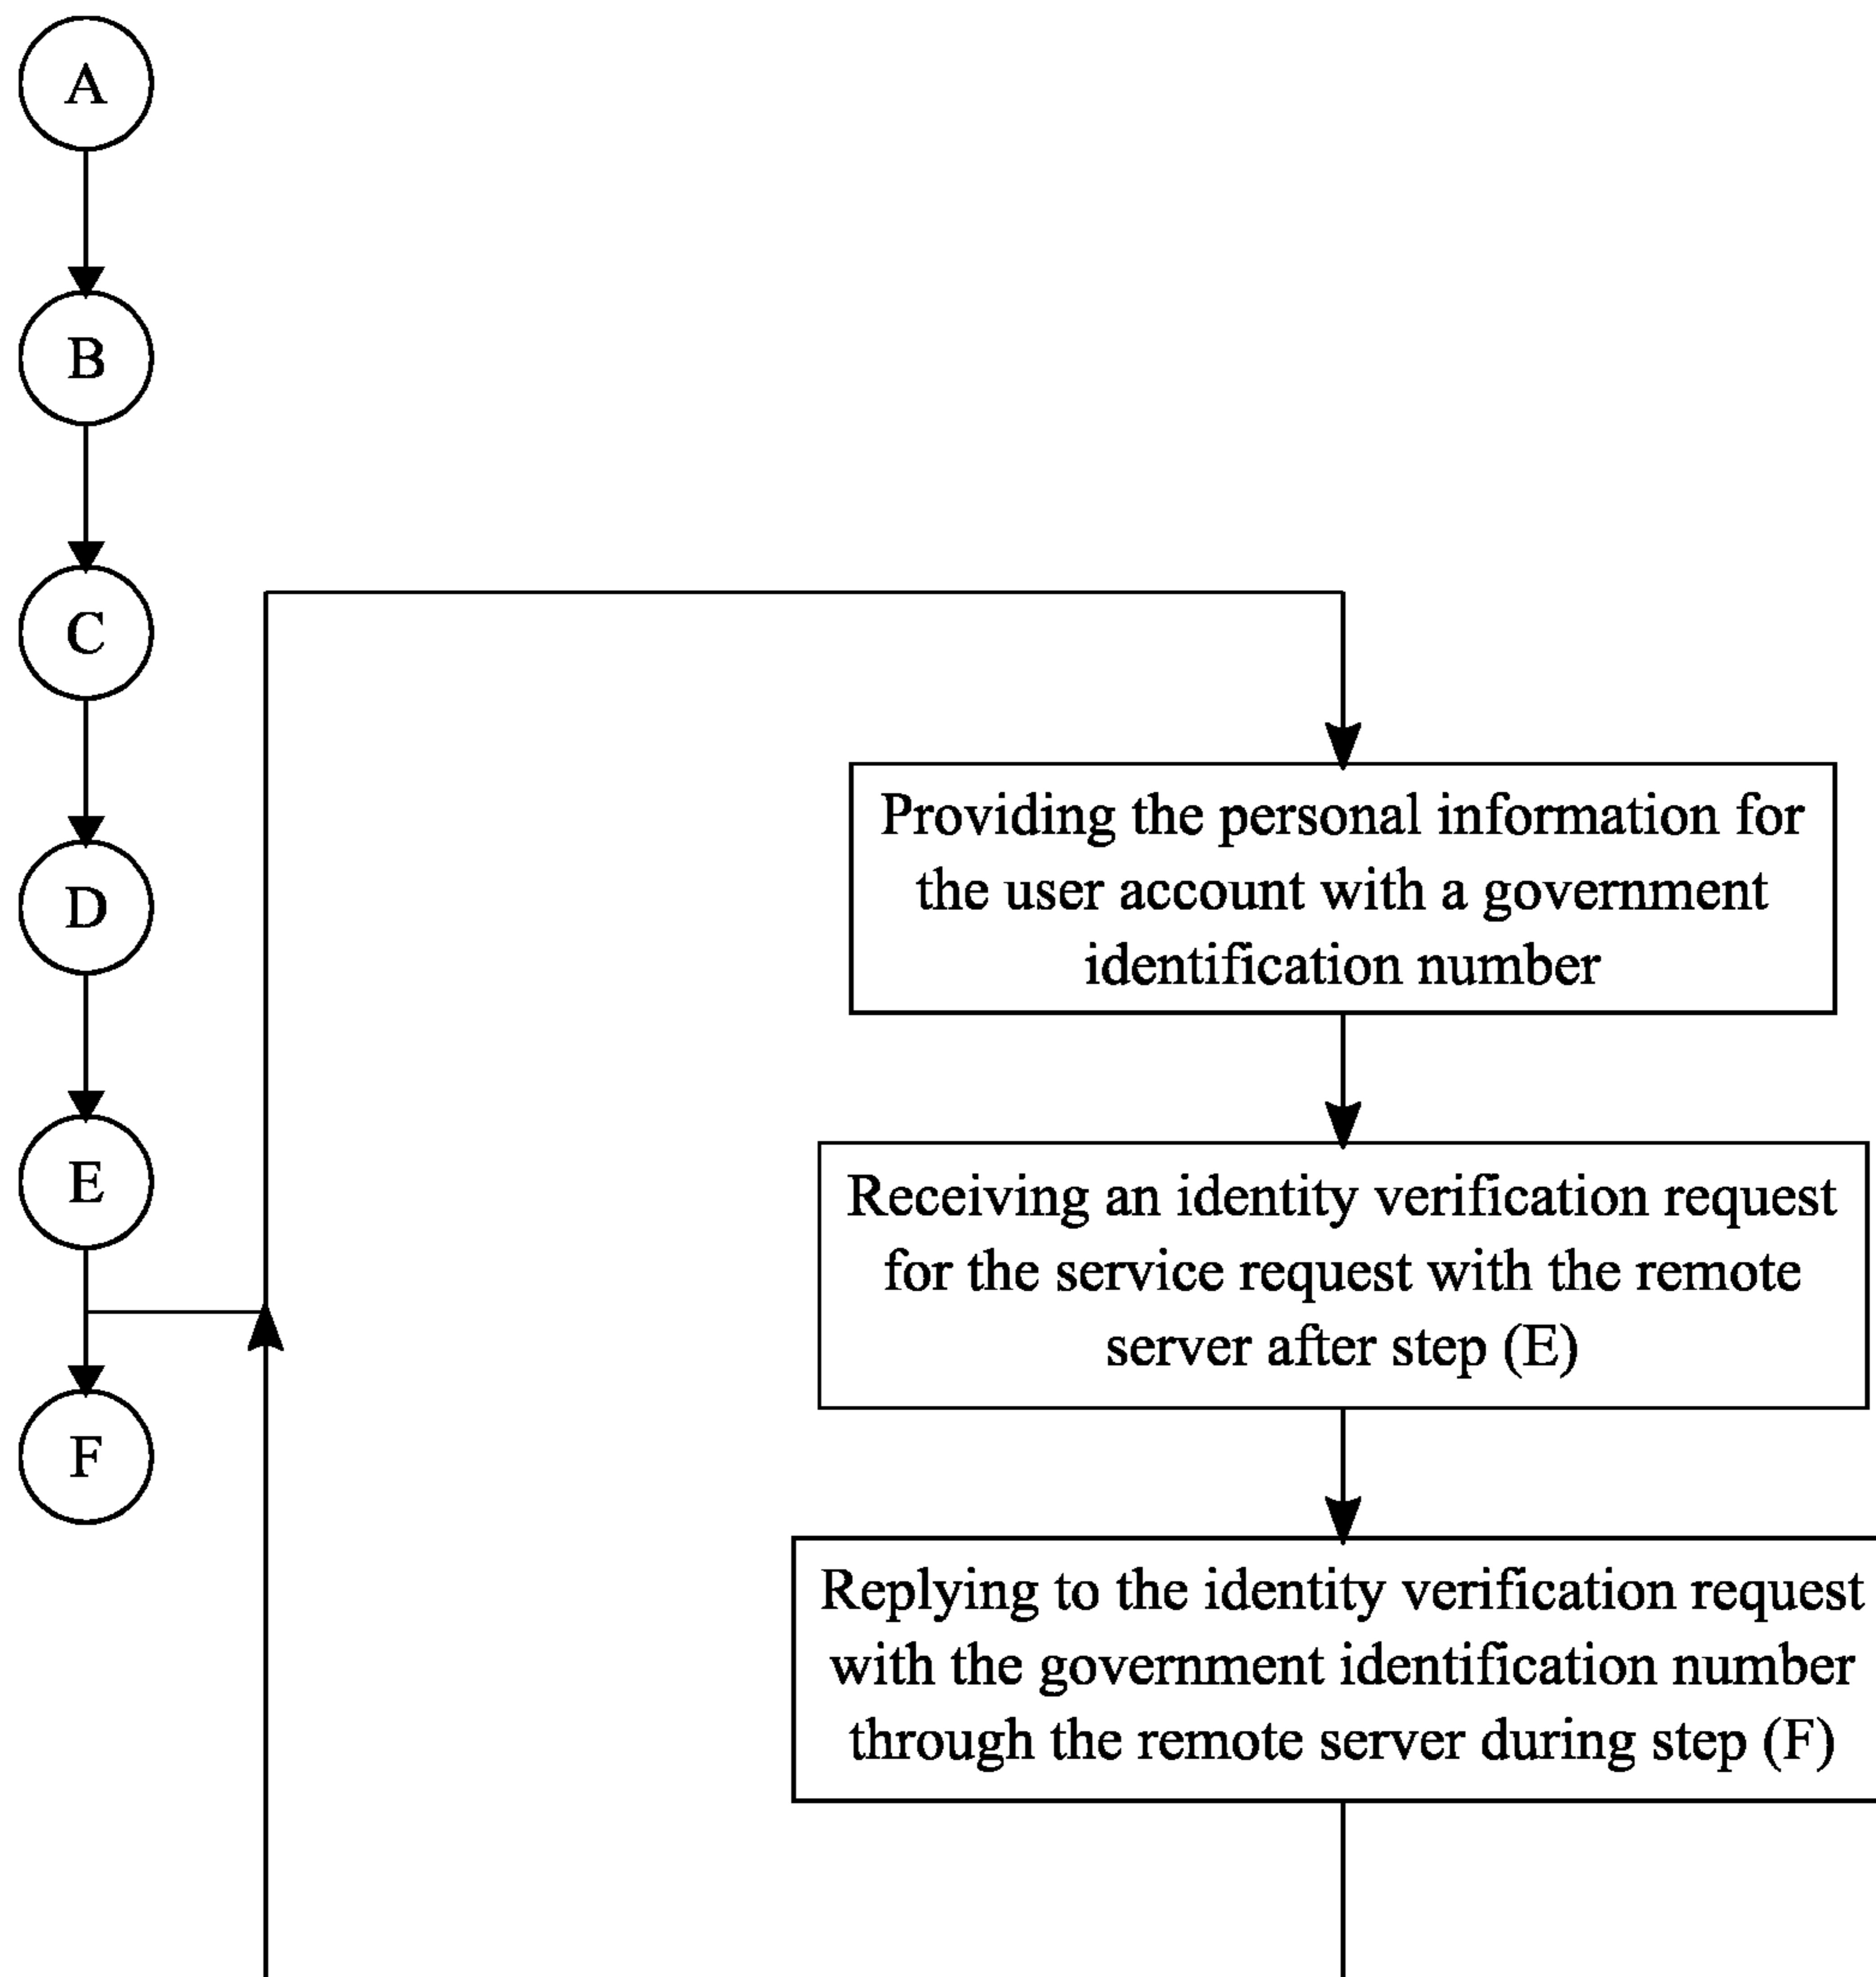 A
B
C
D
E
F
Providing the personal information for
the user account with a government
identification number
Receiving an identity verification request
for the service request with the remote
server after step (E)
Replying to the identity verification request
with the government identification number
through the remote server during step (F)